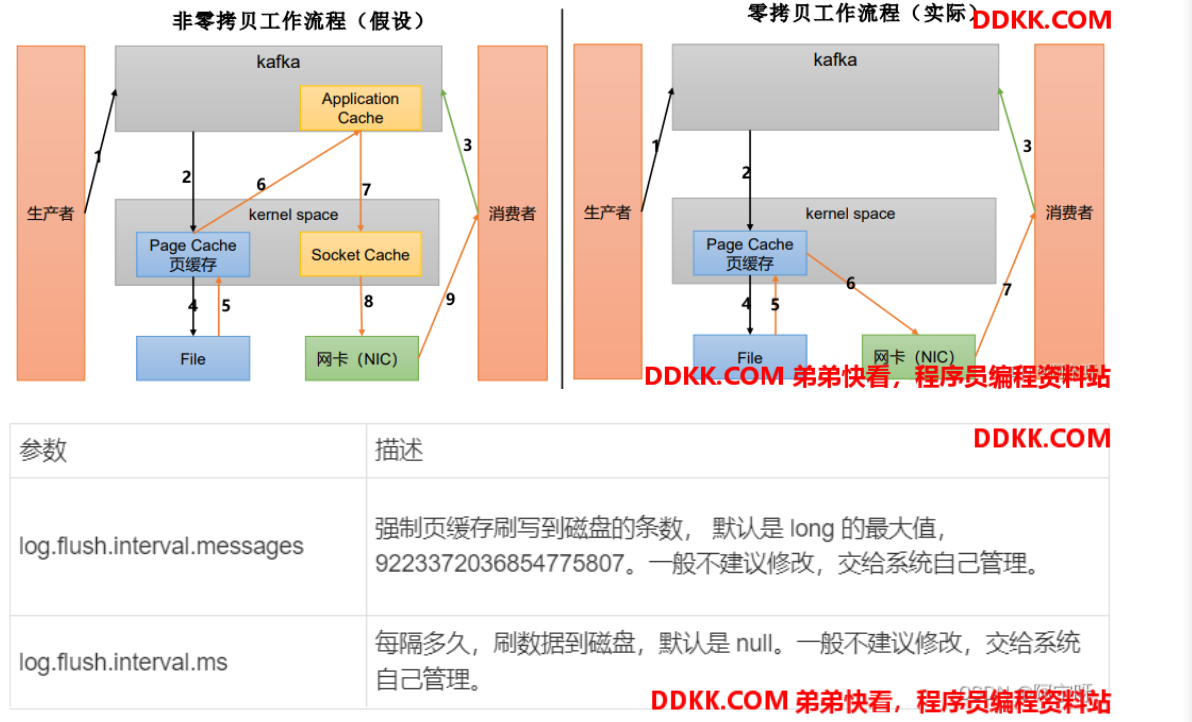 非零拷贝工作流程（假设）
零拷贝工作流程（实际）
DDKK.COM
kafka
Application
Cache
1
2
3
6
7
生产者
kernel space
消费者
Page Cache
页缓存
Socket Cache
4
5
8
9
File
网卡（NIC）
kafka
1
2
3
生产者
kernel space
消费者
Page Cache
页缓存
6
4
5
7
File
网卡（NIC）
DDKK.COM 弟弟快看，程序员编程资料站
DDKK.COM
参数
描述
log.flush.interval.messages
强制页缓存刷写到磁盘的条数， 默认是 long 的最大值，
9223372036854775807。一般不建议修改，交给系统自己管理。
log.flush.interval.ms
每隔多久，刷数据到磁盘，默认是 null。一般不建议修改，交给系统
自己管理。
DDKK.COM 弟弟快看，程序员编程资料站